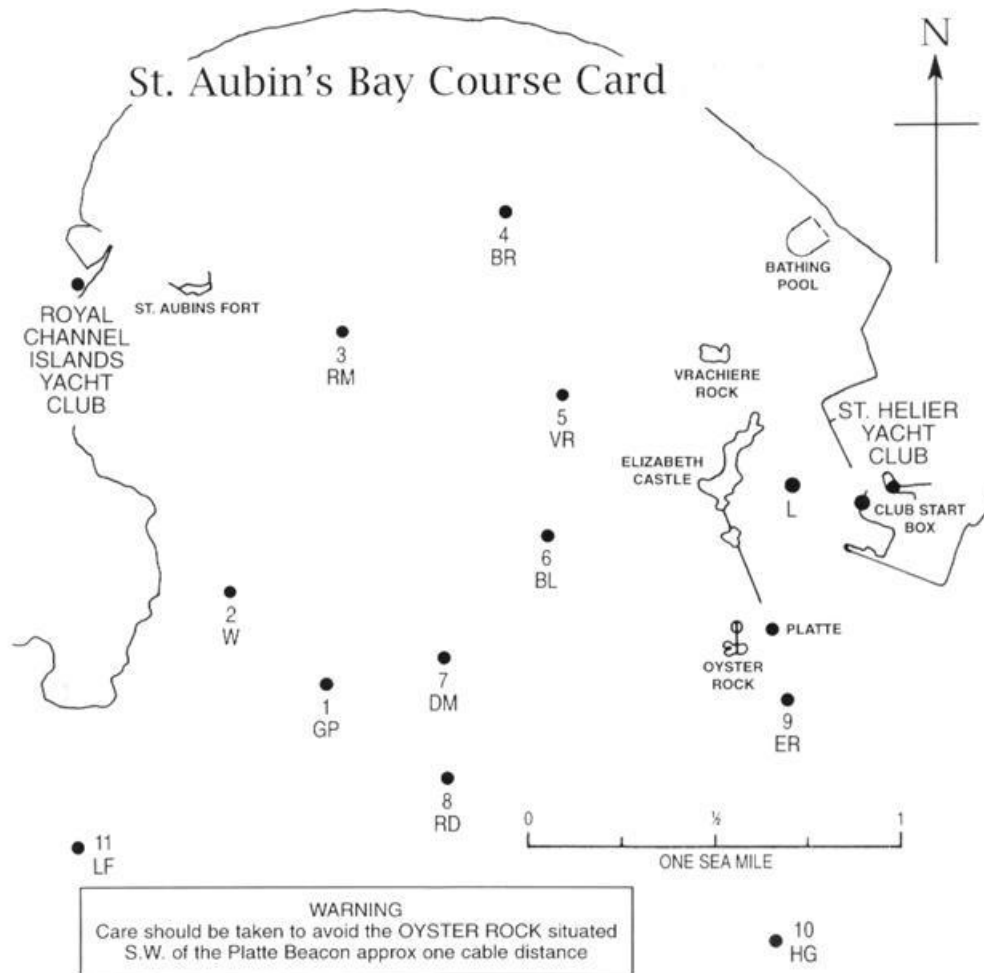 N
St. Aubin's Bay Course Card
4
BR
BATHING
POOL
ROYAL
CHANNEL
ISLANDS
YACHT
CLUB
ST. AUBINS FORT
3
RM
VRACHIERE
ROCK
5
VR
ST. HELIER
YACHT
CLUB
ELIZABETH
CASTLE
L
CLUB START
BOX
6
BL
2
W
PLATTE
OYSTER
ROCK
7
DM
1
GP
9
ER
8
RD
0 ½ 1
ONE SEA MILE
11
LF
WARNING
Care should be taken to avoid the OYSTER ROCK situated
S.W. of the Platte Beacon approx one cable distance
10
HG